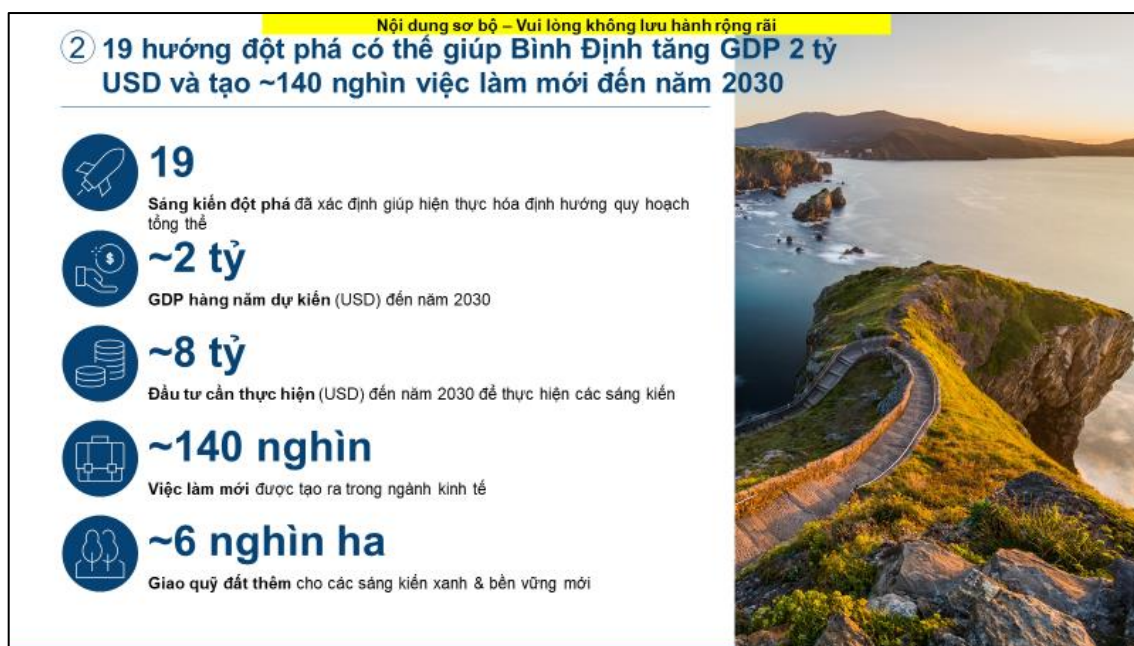 Nội dung sơ bộ – Vui lòng không lưu hành rộng rãi
2 19 hướng đột phá có thể giúp Bình Định tăng GDP 2 tỷ
USD và tạo ~140 nghìn việc làm mới đến năm 2030
19
Sáng kiến đột phá đã xác định giúp hiện thực hóa định hướng quy hoạch
tổng thể
~2 tỷ
$
GDP hàng năm dự kiến (USD) đến năm 2030
~8 tỷ
Đầu tư cần thực hiện (USD) đến năm 2030 để thực hiện các sáng kiến
~140 nghìn
Việc làm mới được tạo ra trong ngành kinh tế
~6 nghìn ha
Giao quỹ đất thêm cho các sáng kiến xanh & bền vững mới